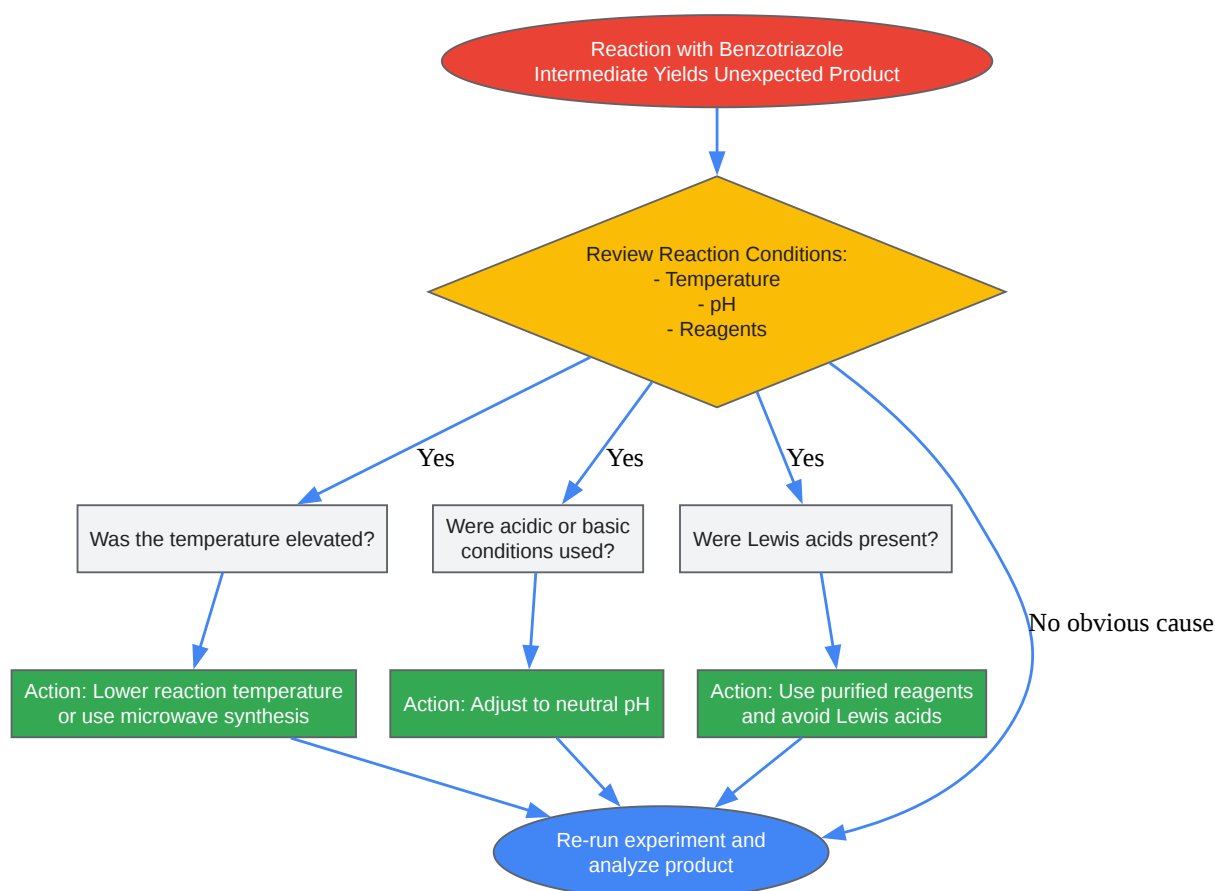 Reaction with Benzotriazole
Intermediate Yields Unexpected Product
Review Reaction Conditions:
- Temperature
- pH
- Reagents
Yes
Yes
Yes
Was the temperature elevated?
Were acidic or basic
conditions used?
Were Lewis acids present?
No obvious cause
Action: Lower reaction temperature
or use microwave synthesis
Action: Adjust to neutral pH
Action: Use purified reagents
and avoid Lewis acids
Re-run experiment and
analyze product